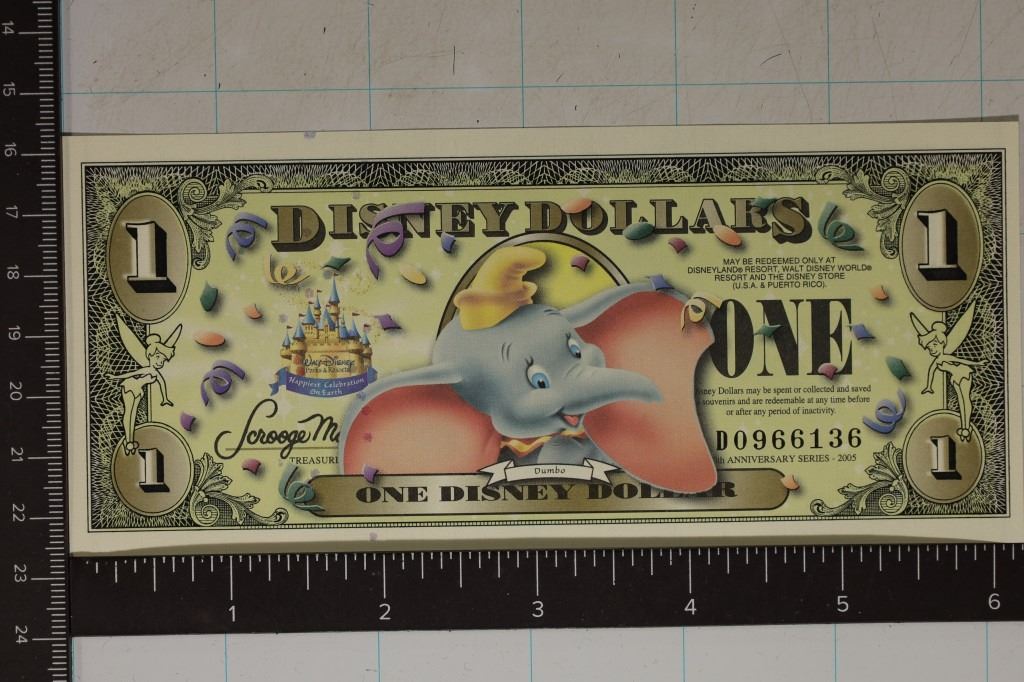 14
15
16
17
18
19
20
21
22
23
24
1
DISNEY DOLLARS
1
MAY BE REDEEMED ONLY AT
DISNEYLAND® RESORT, WALT DISNEY WORLD®
RESORT AND THE DISNEY STORE
(U.S.A. & PUERTO RICO).
ONE
Walt Disney
Parks & Resorts
Happiest Celebration
On Earth
Disney Dollars may be spent or collected and saved
souvenirs and are redeemable at any time before
or after any period of inactivity.
Scrooge Mc
TREASURE
D0966136
th ANNIVERSARY SERIES - 2005
1
Dumbo
1
ONE DISNEY DOLLAR
1 2 3 4 5 6